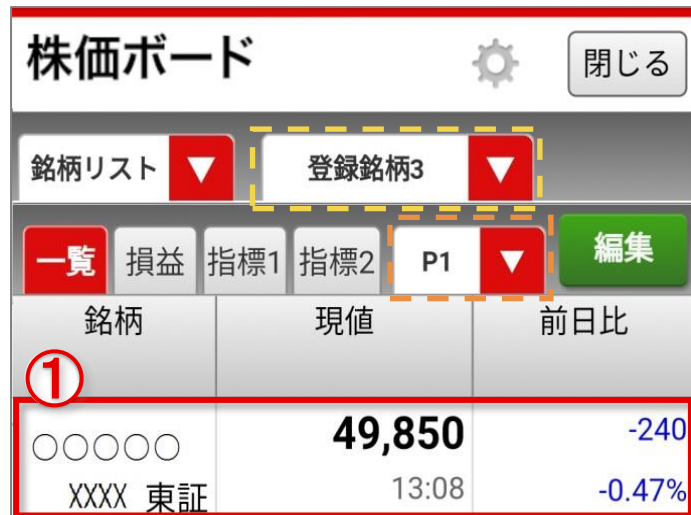 株価ボード 閉じる
銘柄リスト ▼ 登録銘柄3 ▼
一覧 損益 指標1 指標2 P1 ▼ 編集
銘柄 現値 前日比
①
○○○○○ 49,850 -240
XXXX 東証 13:08 -0.47%